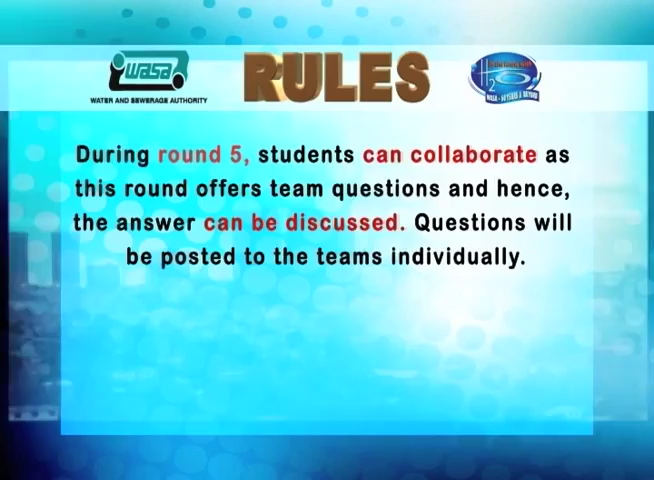 wasa
RULES
WATER AND SEWERAGE AUTHORITY
During round 5, students can collaborate as
this round offers team questions and hence,
the answer can be discussed. Questions will
be posted to the teams individually.